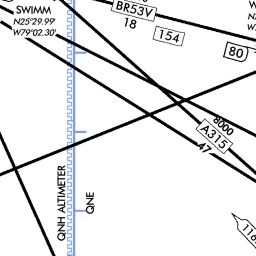 SWIMM
N25°29.99'
W79°02.30'
BR53V
18
154
80
8000
A315
47
QNH ALTIMETER
QNE